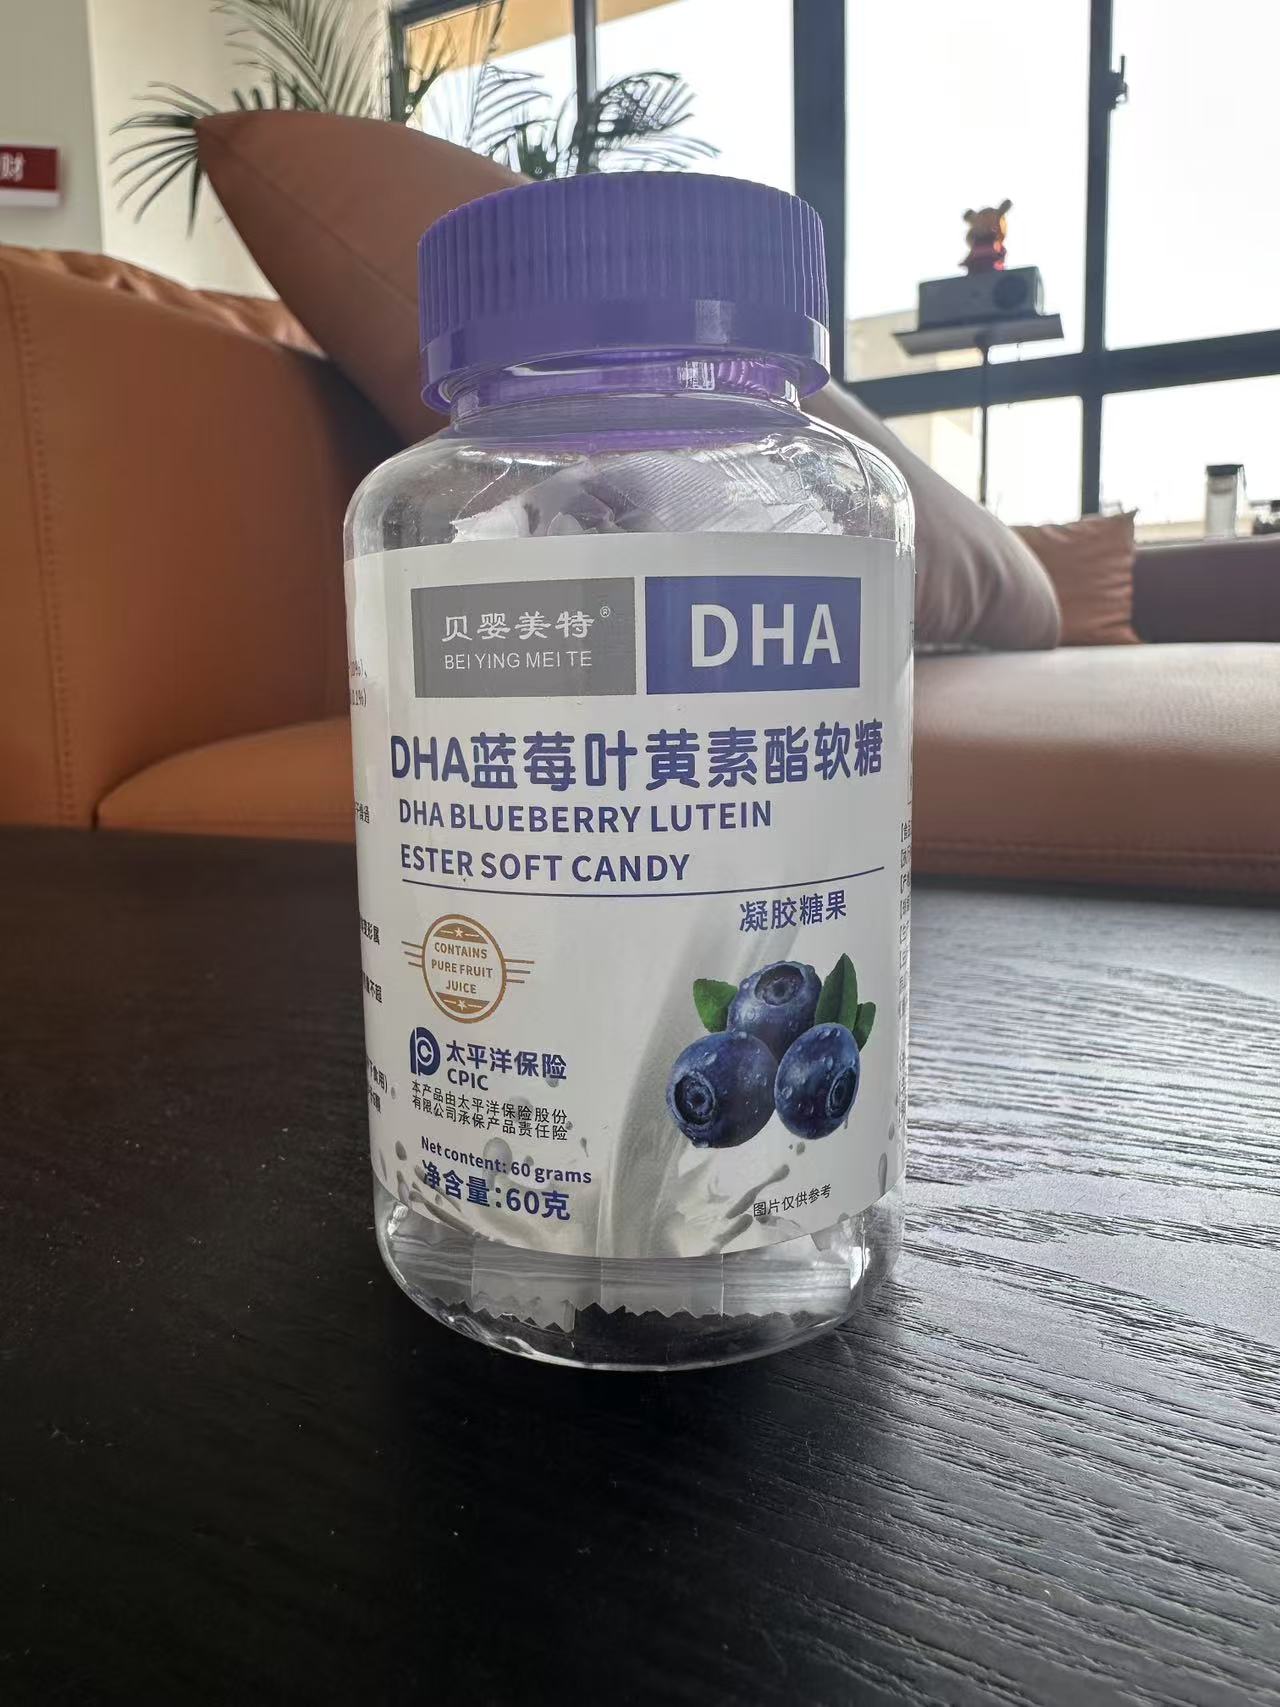 财
贝婴美特®
BEI YING MEI TE
DHA
DHA蓝莓叶黄素酯软糖
DHA BLUEBERRY LUTEIN
ESTER SOFT CANDY
凝胶糖果
CONTAINS
PURE FRUIT
JUICE
太平洋保险
CPIC
本产品由太平洋保险股份
有限公司承保产品责任险
Net content: 60 grams
净含量:60克
图片仅供参考